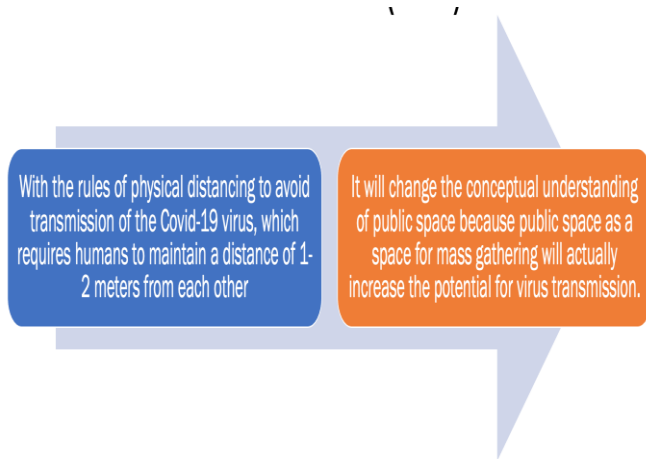 With the rules of physical distancing to avoid
transmission of the Covid-19 virus, which
requires humans to maintain a distance of 1-
2 meters from each other
It will change the conceptual understanding
of public space because public space as a
space for mass gathering will actually
increase the potential for virus transmission.